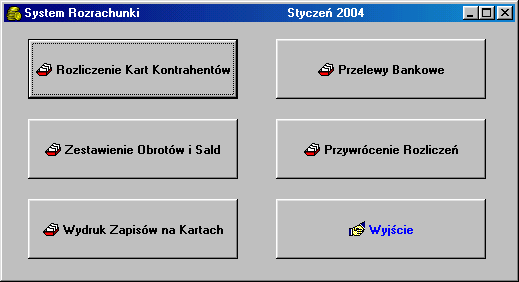 System Rozrachunki Styczeń 2004
Rozliczenie Kart Kontrahentów
Przelewy Bankowe
Zestawienie Obrotów i Sald
Przywrócenie Rozliczeń
Wydruk Zapisów na Kartach
Wyjście